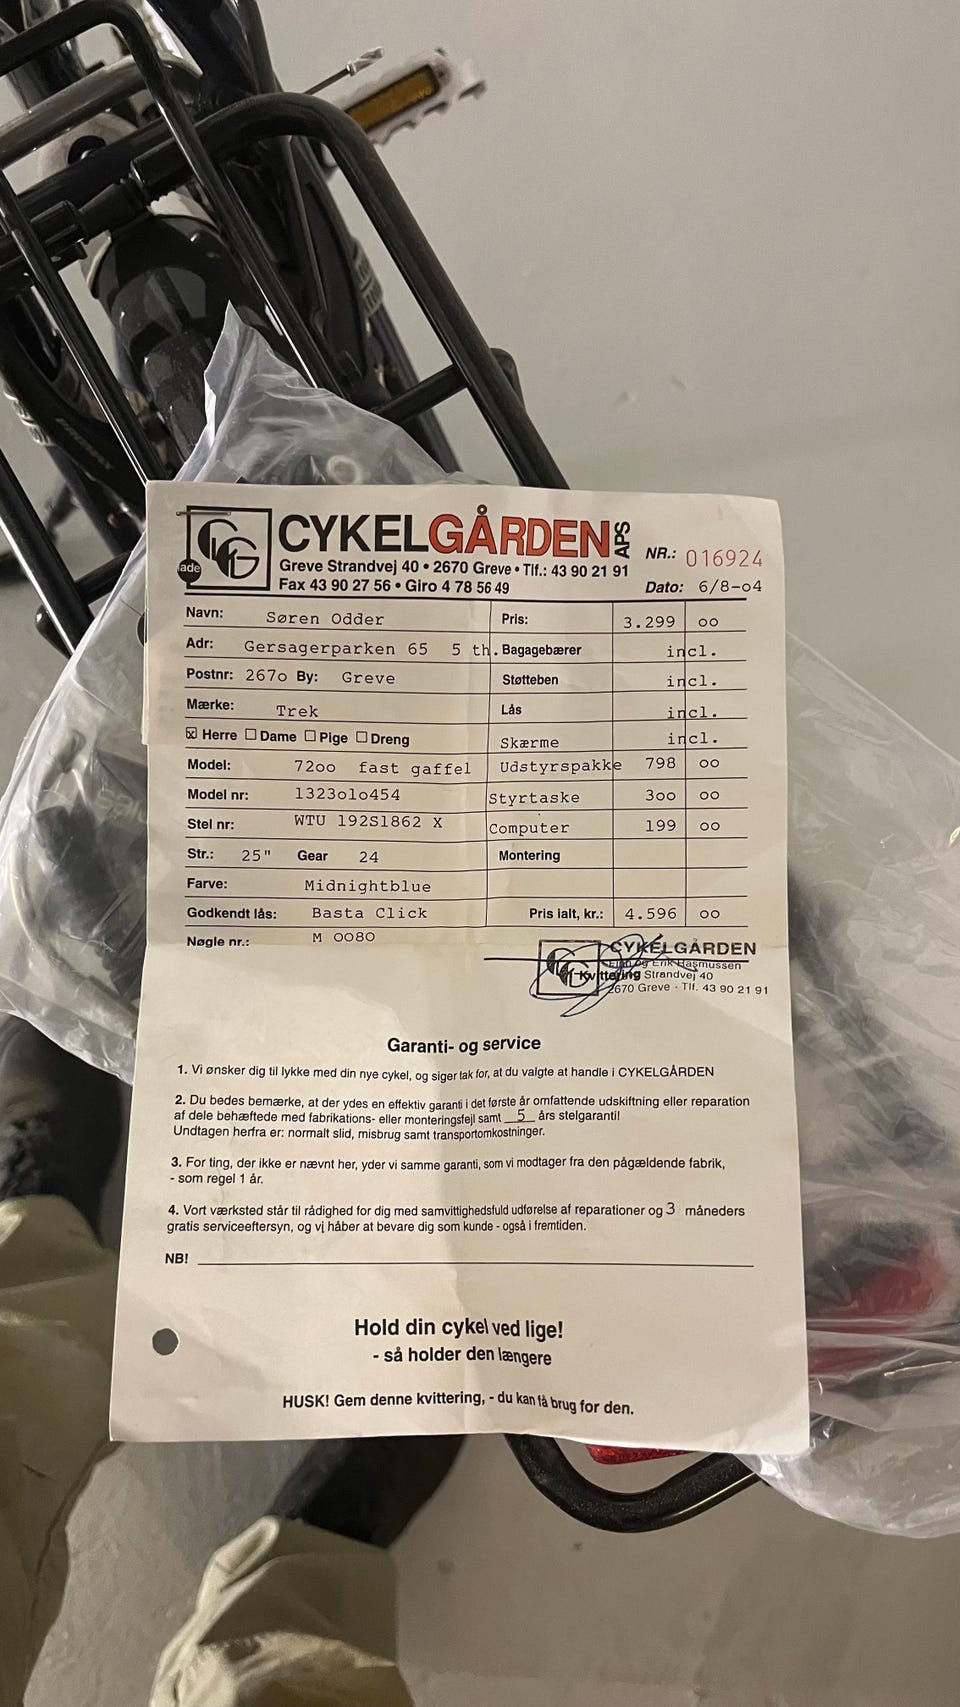 CYKELGÅRDEN APS
Greve Strandvej 40 • 2670 Greve • Tlf.: 43 90 21 91
Fax 43 90 27 56 • Giro 4 78 56 49
NR.: 016924
Dato: 6/8-o4
Navn: Søren Odder
Adr: Gersagerparken 65 5 th.
Postnr: 267o By: Greve
Mærke: Trek
☒ Herre ☐ Dame ☐ Pige ☐ Dreng
Model: 72oo fast gaffel
Model nr: 1323o1o454
Stel nr: WTU 192S1862 X
Str.: 25" Gear 24
Farve: Midnightblue
Godkendt lås: Basta Click
Nøgle nr.: M OO8O
Pris: 3.299 oo
Bagagebærer incl.
Støtteben incl.
Lås incl.
Skærme incl.
Udstyrspakke 798 oo
Styrtaske 3oo oo
Computer 199 oo
Montering
Pris ialt, kr.: 4.596 oo
CYKELGÅRDEN
Erik Rasmussen
Kvittering
Strandvej 40
2670 Greve - Tlf. 43 90 21 91
Garanti- og service
1. Vi ønsker dig til lykke med din nye cykel, og siger tak for, at du valgte at handle i CYKELGÅRDEN
2. Du bedes bemærke, at der ydes en effektiv garanti i det første år omfattende udskiftning eller reparation
af dele behæftede med fabrikations- eller monteringsfejl samt 5 års stelgaranti!
Undtagen herfra er: normalt slid, misbrug samt transportomkostninger.
3. For ting, der ikke er nævnt her, yder vi samme garanti, som vi modtager fra den pågældende fabrik,
- som regel 1 år.
4. Vort værksted står til rådighed for dig med samvittighedsfuld udførelse af reparationer og 3 måneders
gratis serviceeftersyn, og vi håber at bevare dig som kunde - også i fremtiden.
NB!
Hold din cykel ved lige!
- så holder den længere
HUSK! Gem denne kvittering, - du kan få brug for den.